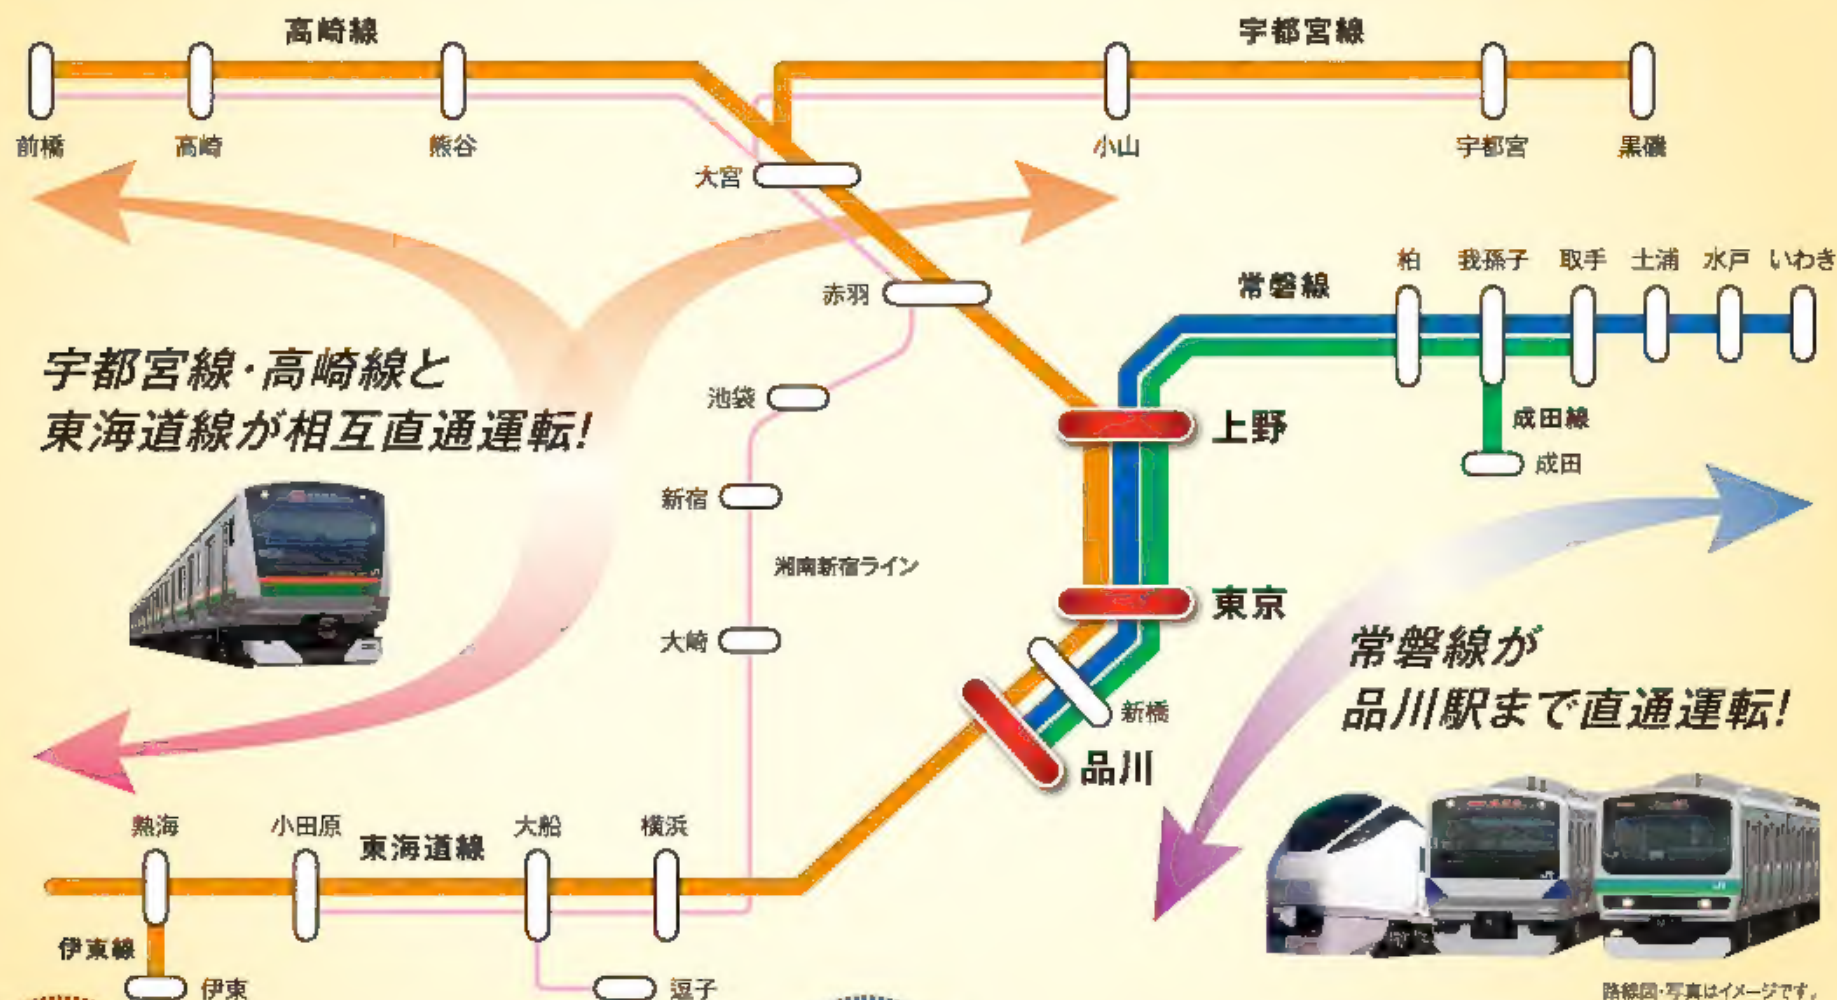 高崎線
宇都宮線
前橋
高崎
熊谷
小山
宇都宮
黒磯
大宮
赤羽
常磐線
柏
我孫子
取手
土浦
水戸
いわき
宇都宮線・高崎線と
東海道線が相互直通運転!
池袋
上野
成田線
成田
新宿
湘南新宿ライン
大崎
東京
新橋
品川
常磐線が
品川駅まで直通運転!
熱海
小田原
東海道線
大船
横浜
伊東線
伊東
逗子
路線図・写真はイメージです。